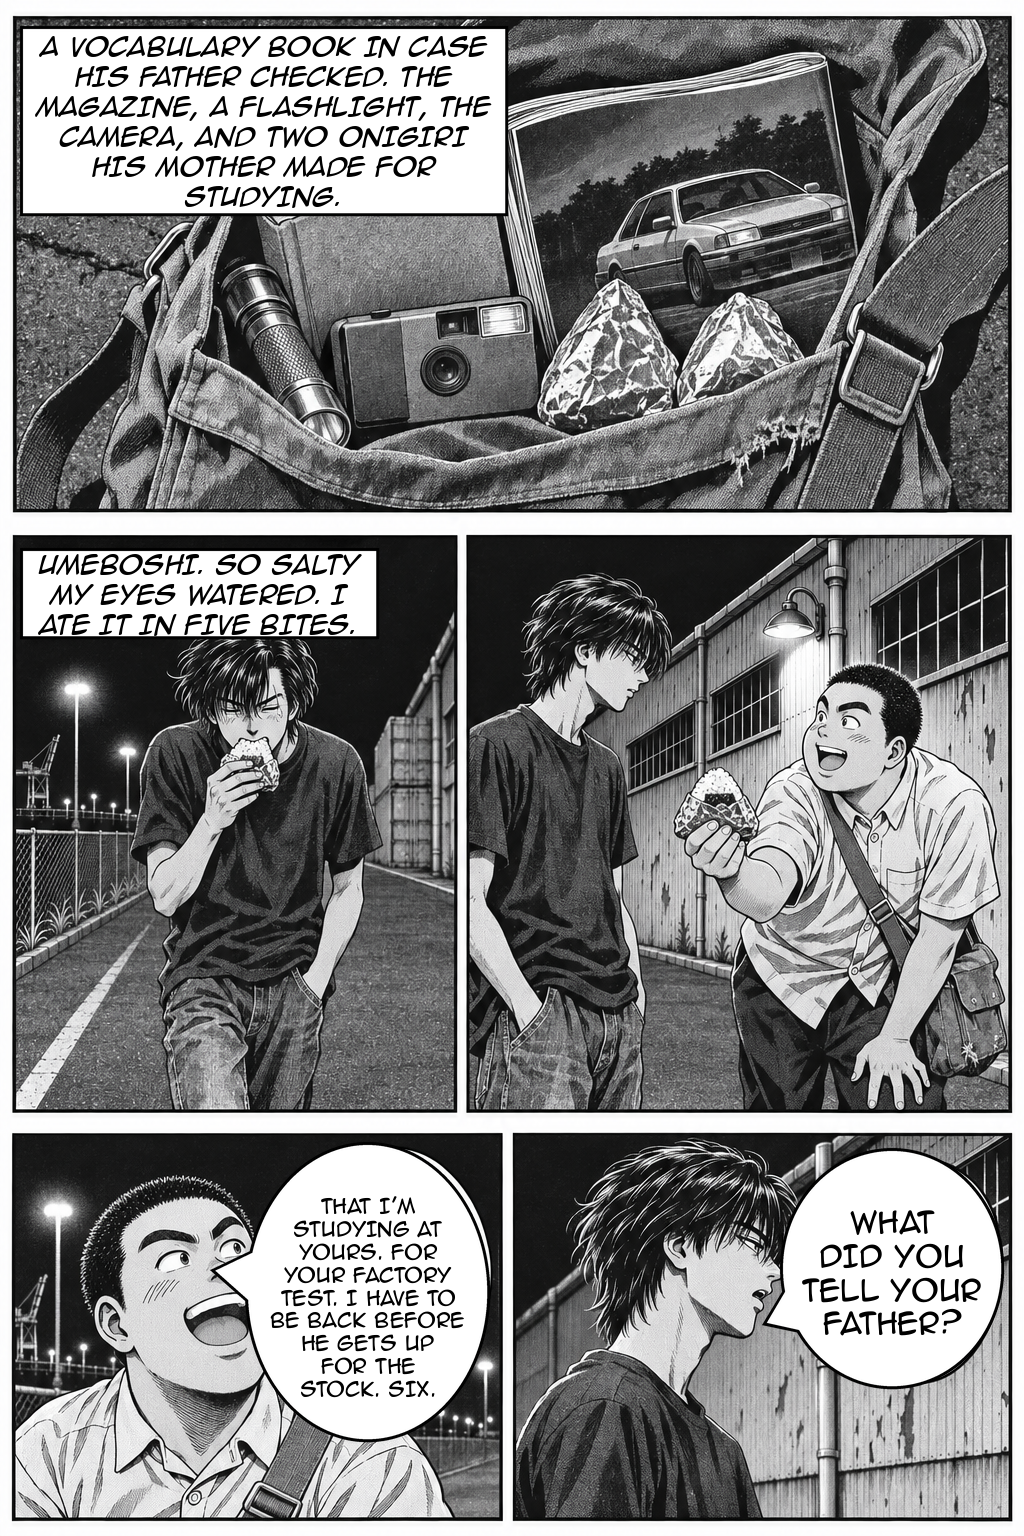 A VOCABULARY BOOK IN CASE
HIS FATHER CHECKED. THE
MAGAZINE, A FLASHLIGHT, THE
CAMERA, AND TWO ONIGIRI
HIS MOTHER MADE FOR
STUDYING.
UMEBOSHI. SO SALTY
MY EYES WATERED. I
ATE IT IN FIVE BITES.
WHAT
DID YOU
TELL YOUR
FATHER?
THAT I'M
STUDYING AT
YOURS. FOR
YOUR FACTORY
TEST. I HAVE TO
BE BACK BEFORE
HE GETS UP
FOR THE
STOCK. SIX.